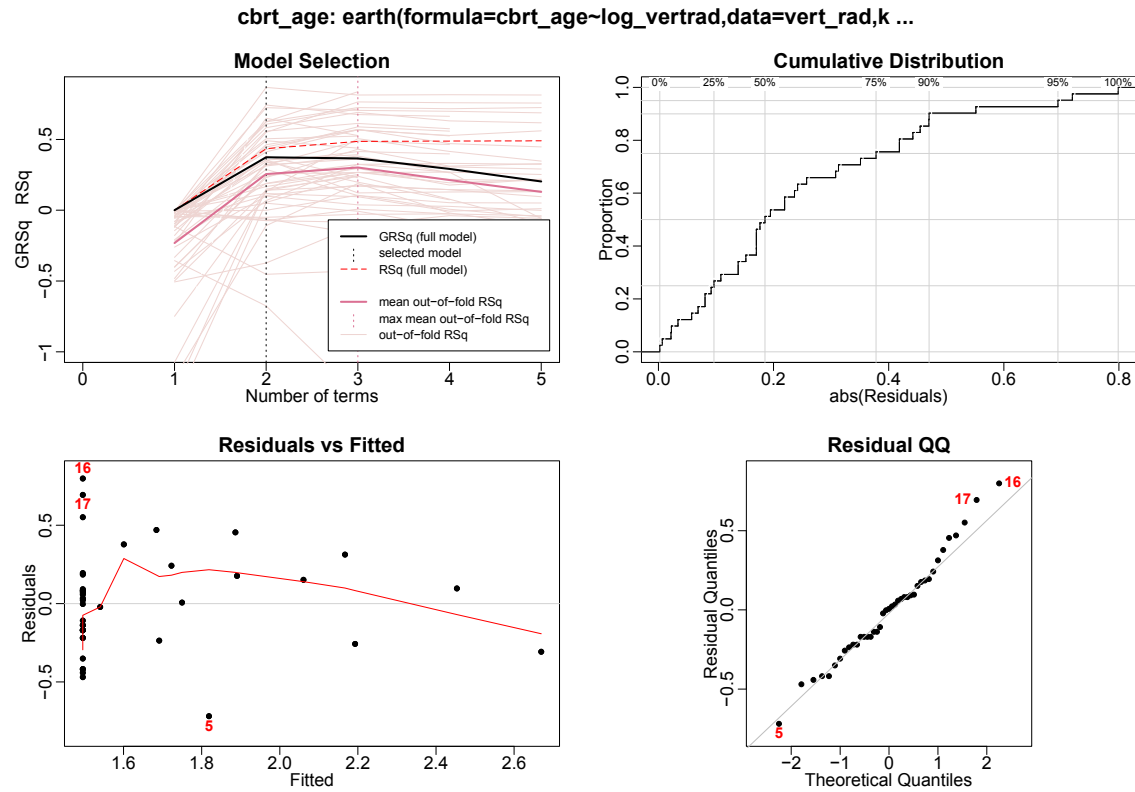 cbrt_age: earth(formula=cbrt_age~log_vertrad,data=vert_rad,k ...
Model Selection
GRSq   RSq
0.5
0
−0.5
−1
GRSq (full model)
selected model
RSq (full model)
mean out−of−fold RSq
max mean out−of−fold RSq
out−of−fold RSq
0 1 2 3 4 5
Number of terms
Cumulative Distribution
0% 25% 50% 75% 90% 95% 100%
Proportion
1.0
0.8
0.6
0.4
0.2
0.0
0.0 0.2 0.4 0.6 0.8
abs(Residuals)
Residuals vs Fitted
16
17
5
Residuals
0.5
0.0
−0.5
1.6 1.8 2.0 2.2 2.4 2.6
Fitted
Residual QQ
16
17
5
Residual Quantiles
0.5
0.0
−0.5
−2 −1 0 1 2
Theoretical Quantiles